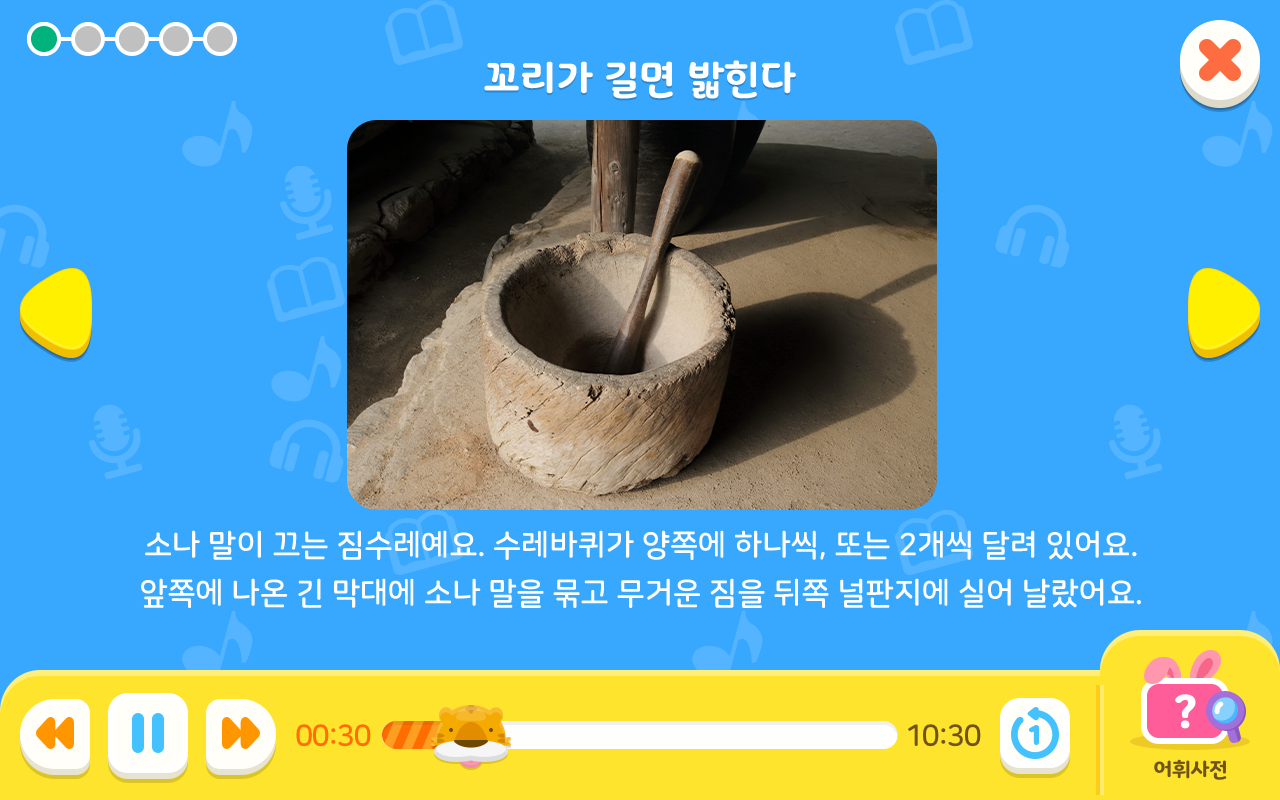 꼬리가 길면 밟힌다
소나 말이 끄는 짐수레예요. 수레바퀴가 양쪽에 하나씩, 또는 2개씩 달려 있어요.
앞쪽에 나온 긴 막대에 소나 말을 묶고 무거운 짐을 뒤쪽 널판지에 실어 날랐어요.
00:30
10:30
1
?
어휘사전